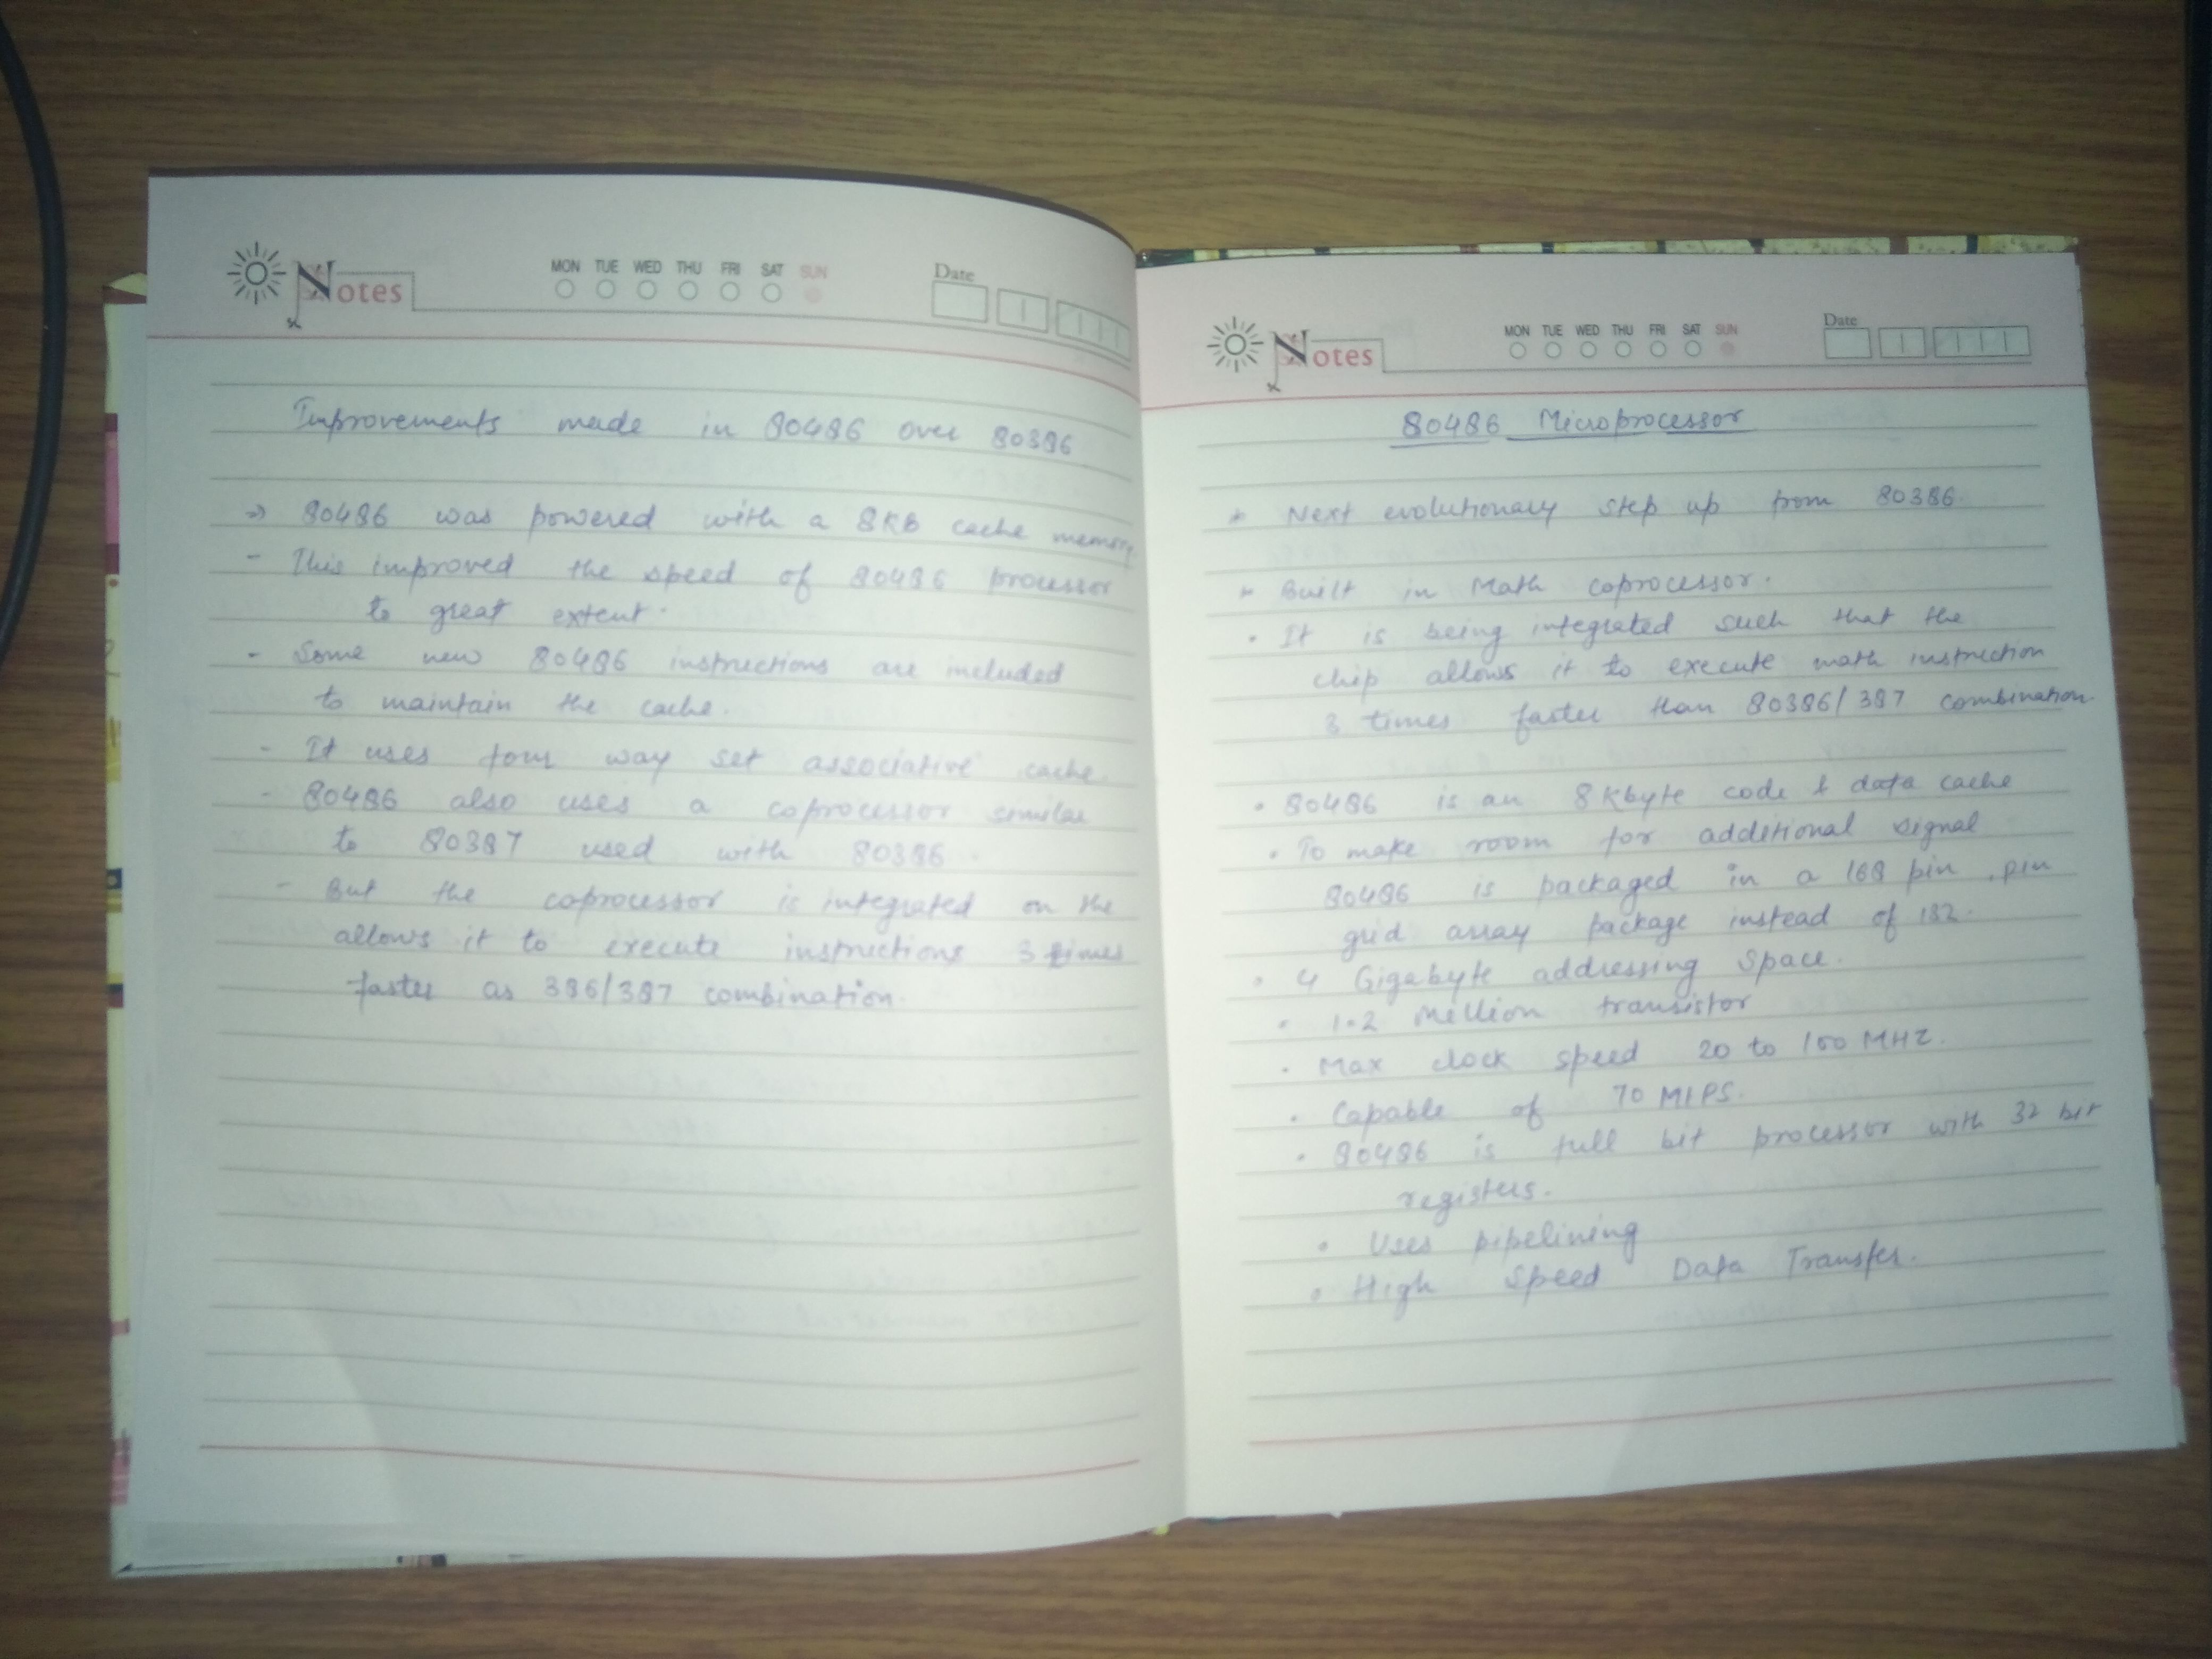 Notes
MON TUE WED THU FRI SAT SUN
Date
Improvements made in 80486 over 80386
⇒ 80486 was powered with a 8KB cache memory
- This improved the speed of 80486 processor
to great extent.
- Some new 80486 instructions are included
to maintain the cache.
- It uses four way set associative cache.
- 80486 also uses a coprocessor similar
to 80387 used with 80386.
- But the coprocessor is integrated on the
allows it to execute instructions 3 times
faster as 386/387 combination.
Notes
MON TUE WED THU FRI SAT SUN
Date
80486 Microprocessor
* Next evolutionary step up from 80386
* Built in Math coprocessor.
• It is being integrated such that the
chip allows it to execute math instruction
3 times faster than 80386/387 combination.
• 80486 is an 8 Kbyte code & data cache
• To make room for additional signal
80486 is packaged in a 168 pin, pin
grid array package instead of 132.
• 4 Gigabyte addressing space.
• 1.2 Million transistor
• Max clock speed 20 to 100 MHZ.
• Capable of 70 MIPS.
• 80486 is full bit processor with 32 bit
registers.
• Uses pipelining
• High Speed Data Transfer.